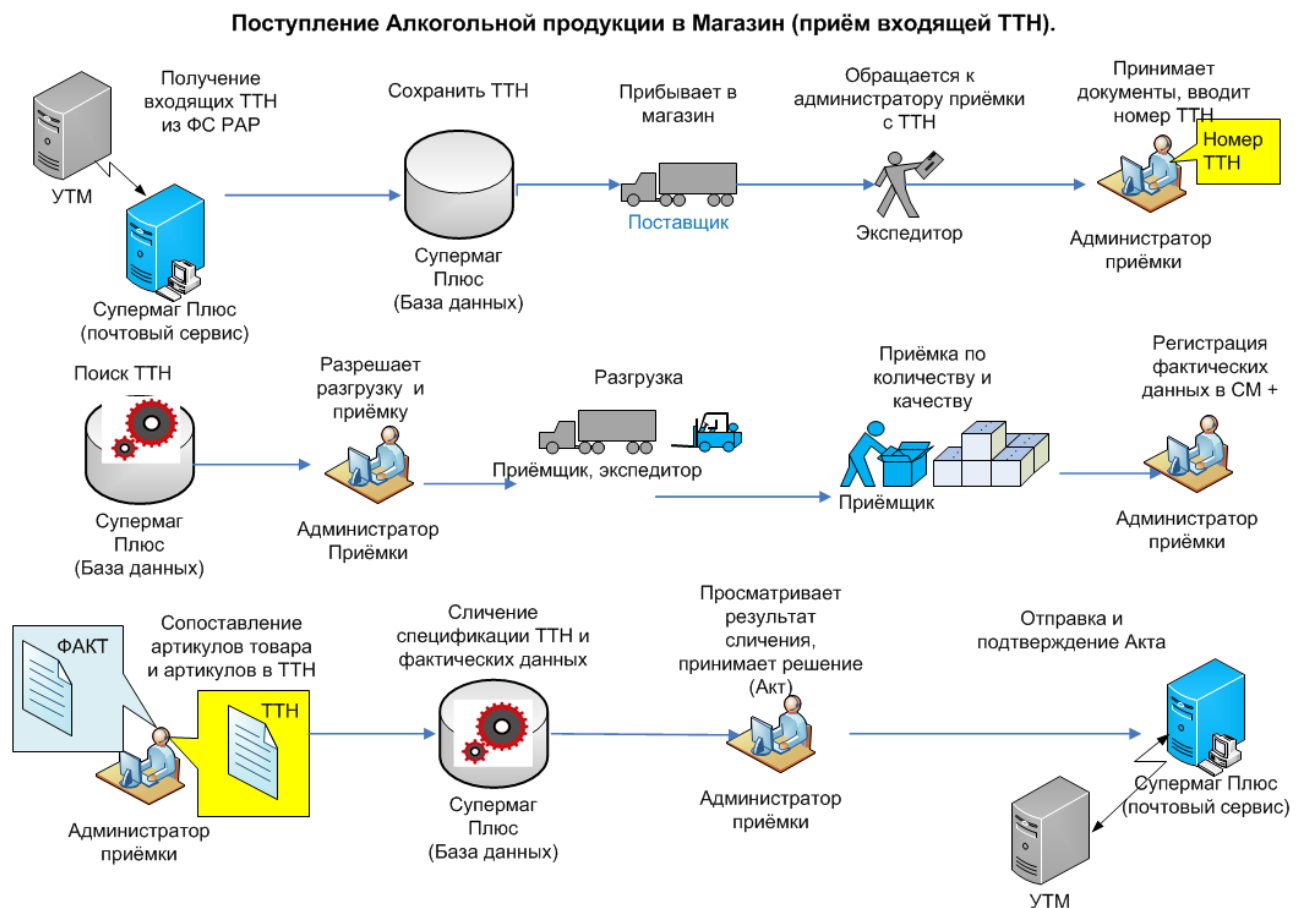 Поступление Алкогольной продукции в Магазин (приём входящей ТТН).
Получение
входящих ТТН
из ФС РАР
УТМ
Супермаг Плюс
(почтовый сервис)
Сохранить ТТН
Супермаг
Плюс
(База данных)
Прибывает в
магазин
Поставщик
Обращается к
администратору приёмки
с ТТН
Экспедитор
Принимает
документы, вводит
номер ТТН
Номер
ТТН
Администратор
приёмки
Поиск ТТН
Супермаг
Плюс
(База данных)
Разрешает
разгрузку и
приёмку
Администратор
Приёмки
Разгрузка
Приёмщик, экспедитор
Приёмка по
количеству и
качеству
Приёмщик
Регистрация
фактических
данных в СМ +
Администратор
приёмки
ФАКТ
Сопоставление
артикулов товара
и артикулов в ТТН
ТТН
Администратор
приёмки
Сличение
спецификации ТТН и
фактических данных
Супермаг
Плюс
(База данных)
Просматривает
результат
сличения,
принимает решение
(Акт)
Администратор
приёмки
Отправка и
подтверждение Акта
Супермаг Плюс
(почтовый сервис)
УТМ